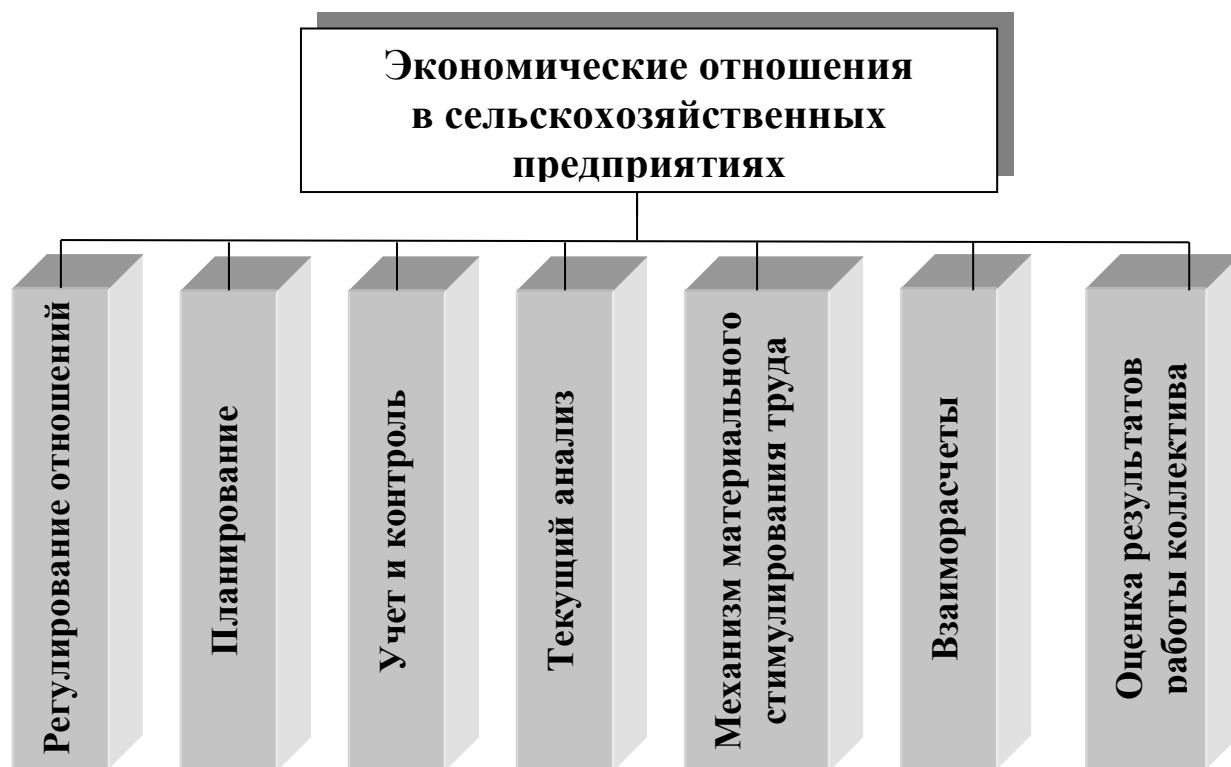 Экономические отношения
в сельскохозяйственных
предприятиях
Регулирование отношений
Планирование
Учет и контроль
Текущий анализ
Механизм материального
стимулирования труда
Взаиморасчеты
Оценка результатов
работы коллектива